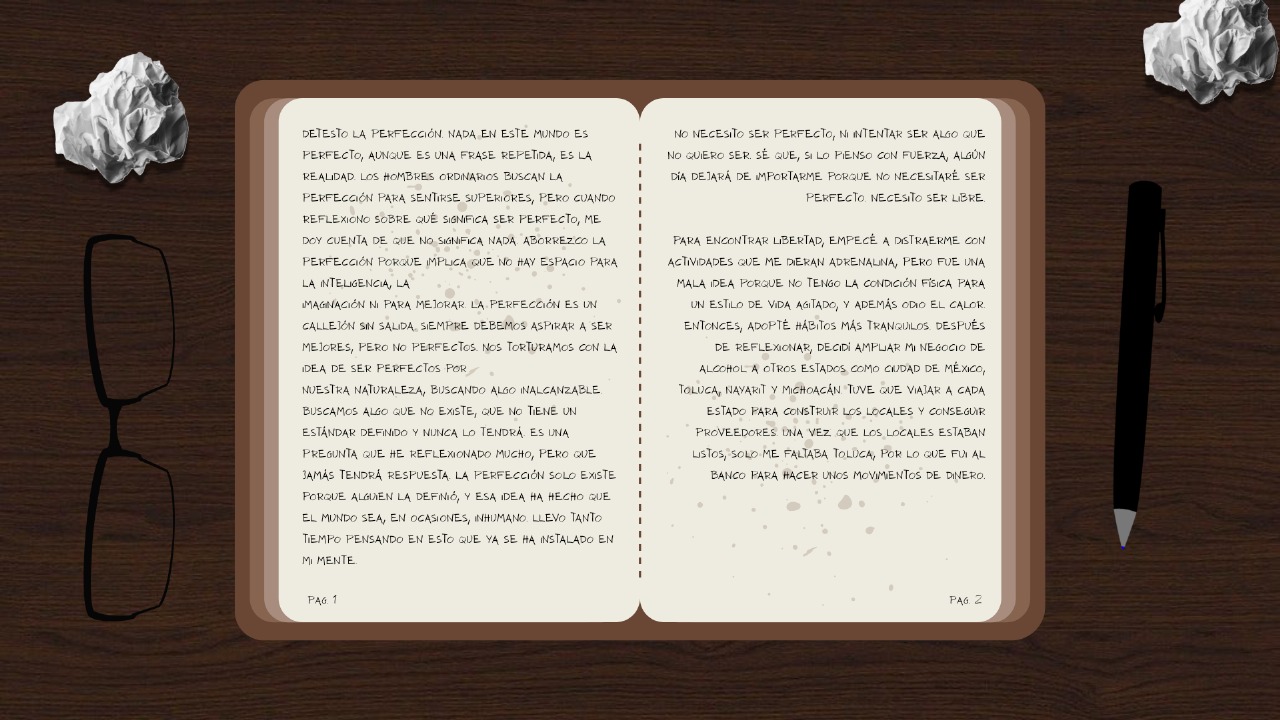 DETESTO LA PERFECCIÓN. NADA EN ESTE MUNDO ES
PERFECTO, AUNQUE ES UNA FRASE REPETIDA, ES LA
REALIDAD. LOS HOMBRES ORDINARIOS BUSCAN LA
PERFECCIÓN PARA SENTIRSE SUPERIORES, PERO CUANDO
REFLEXIONO SOBRE QUÉ SIGNIFICA SER PERFECTO, ME
DOY CUENTA DE QUE NO SIGNIFICA NADA. ABORREZCO LA
PERFECCIÓN PORQUE IMPLICA QUE NO HAY ESPACIO PARA
LA INTELIGENCIA, LA
IMAGINACIÓN NI PARA MEJORAR. LA PERFECCIÓN ES UN
CALLEJÓN SIN SALIDA. SIEMPRE DEBEMOS ASPIRAR A SER
MEJORES, PERO NO PERFECTOS. NOS TORTURAMOS CON LA
IDEA DE SER PERFECTOS POR
NUESTRA NATURALEZA, BUSCANDO ALGO INALCANZABLE.
BUSCAMOS ALGO QUE NO EXISTE, QUE NO TIENE UN
ESTÁNDAR DEFINIDO Y NUNCA LO TENDRÁ. ES UNA
PREGUNTA QUE HE REFLEXIONADO MUCHO, PERO QUE
JAMÁS TENDRÁ RESPUESTA. LA PERFECCIÓN SOLO EXISTE
PORQUE ALGUIEN LA DEFINIÓ, Y ESA IDEA HA HECHO QUE
EL MUNDO SEA, EN OCASIONES, INHUMANO. LLEVO TANTO
TIEMPO PENSANDO EN ESTO QUE YA SE HA INSTALADO EN
MI MENTE.
PAG. 1
NO NECESITO SER PERFECTO, NI INTENTAR SER ALGO QUE
NO QUIERO SER. SÉ QUE, SI LO PIENSO CON FUERZA, ALGÚN
DÍA DEJARÁ DE IMPORTARME PORQUE NO NECESITARÉ SER
PERFECTO. NECESITO SER LIBRE.
PARA ENCONTRAR LIBERTAD, EMPECÉ A DISTRAERME CON
ACTIVIDADES QUE ME DIERAN ADRENALINA, PERO FUE UNA
MALA IDEA PORQUE NO TENGO LA CONDICIÓN FÍSICA PARA
UN ESTILO DE VIDA AGITADO, Y ADEMÁS ODIO EL CALOR.
ENTONCES, ADOPTÉ HÁBITOS MÁS TRANQUILOS. DESPUÉS
DE REFLEXIONAR, DECIDÍ AMPLIAR MI NEGOCIO DE
ALCOHOL A OTROS ESTADOS COMO CIUDAD DE MÉXICO,
TOLUCA, NAYARIT Y MICHOACÁN. TUVE QUE VIAJAR A CADA
ESTADO PARA CONSTRUIR LOS LOCALES Y CONSEGUIR
PROVEEDORES. UNA VEZ QUE LOS LOCALES ESTABAN
LISTOS, SOLO ME FALTABA TOLUCA, POR LO QUE FUI AL
BANCO PARA HACER UNOS MOVIMIENTOS DE DINERO.
PAG. 2